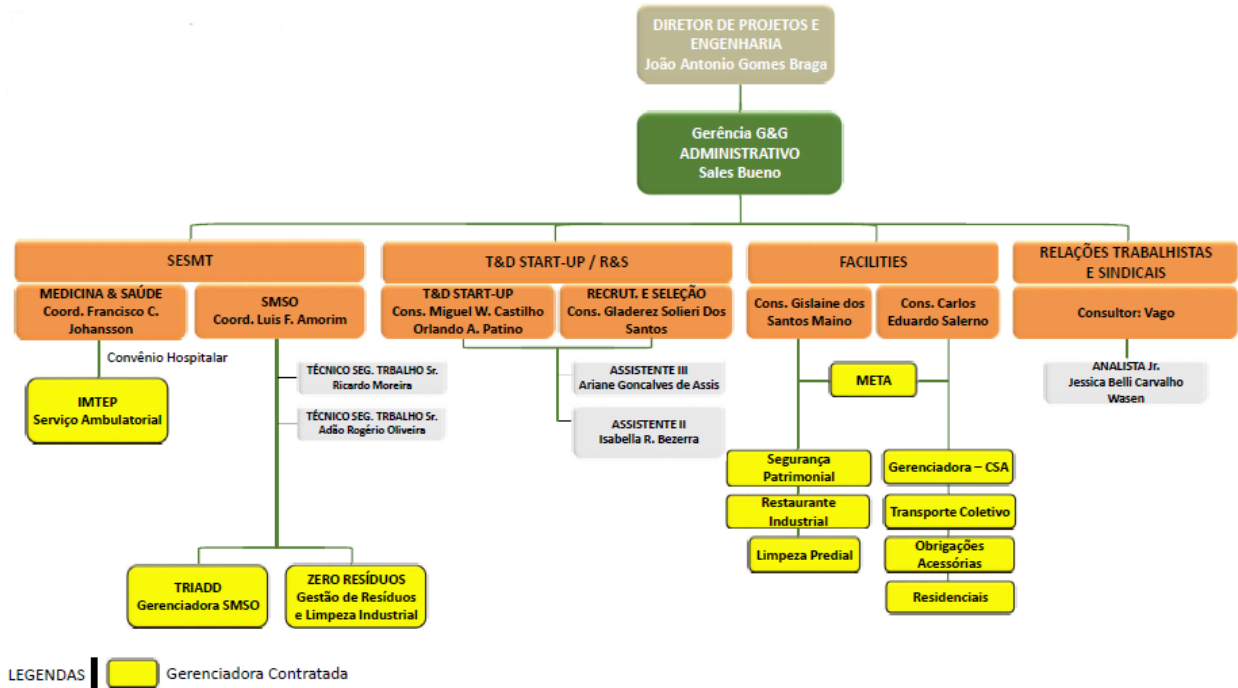 DIRETOR DE PROJETOS E
ENGENHARIA
João Antonio Gomes Braga
Gerência G&G
ADMINISTRATIVO
Sales Bueno
SESMT
MEDICINA & SAÚDE
Coord. Francisco C.
Johansson
SMSO
Coord. Luis F. Amorim
T&D START-UP / R&S
T&D START-UP
Cons. Miguel W. Castilho
Orlando A. Patino
RECRUT. E SELEÇÃO
Cons. Gladerez Solieri Dos
Santos
FACILITIES
Cons. Gislaine dos
Santos Maino
Cons. Carlos
Eduardo Salerno
RELAÇÕES TRABALHISTAS
E SINDICAIS
Consultor: Vago
Convênio Hospitalar
IMTEP
Serviço Ambulatorial
TÉCNICO SEG. TRBALHO Sr.
Ricardo Moreira
TÉCNICO SEG. TRBALHO Sr.
Adão Rogério Oliveira
TRIADD
Gerenciadora SMSO
ZERO RESÍDUOS
Gestão de Resíduos
e Limpeza Industrial
ASSISTENTE III
Ariane Goncalves de Assis
ASSISTENTE II
Isabella R. Bezerra
META
Segurança
Patrimonial
Restaurante
Industrial
Limpeza Predial
Gerenciadora – CSA
Transporte Coletivo
Obrigações
Acessórias
Residenciais
ANALISTA Jr.
Jessica Belli Carvalho
Wasen
LEGENDAS
Gerenciadora Contratada